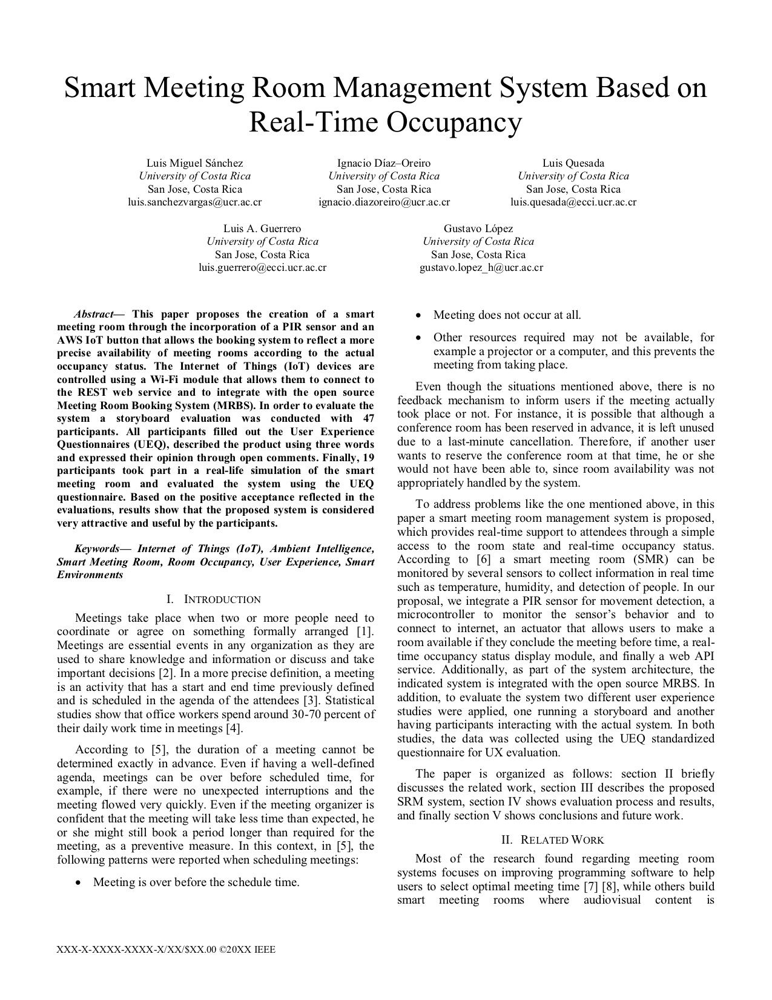 Smart Meeting Room Management System Based on
Real-Time Occupancy
Luis Miguel Sánchez
University of Costa Rica
San Jose, Costa Rica
luis.sanchezvargas@ucr.ac.cr
Ignacio Díaz–Oreiro
University of Costa Rica
San Jose, Costa Rica
ignacio.diazoreiro@ucr.ac.cr
Luis Quesada
University of Costa Rica
San Jose, Costa Rica
luis.quesada@ecci.ucr.ac.cr
Luis A. Guerrero
University of Costa Rica
San Jose, Costa Rica
luis.guerrero@ecci.ucr.ac.cr
Gustavo López
University of Costa Rica
San Jose, Costa Rica
gustavo.lopez_h@ucr.ac.cr
Abstract— This paper proposes the creation of a smart
meeting room through the incorporation of a PIR sensor and an
AWS IoT button that allows the booking system to reflect a more
precise availability of meeting rooms according to the actual
occupancy status. The Internet of Things (IoT) devices are
controlled using a Wi-Fi module that allows them to connect to
the REST web service and to integrate with the open source
Meeting Room Booking System (MRBS). In order to evaluate the
system a storyboard evaluation was conducted with 47
participants. All participants filled out the User Experience
Questionnaires (UEQ), described the product using three words
and expressed their opinion through open comments. Finally, 19
participants took part in a real-life simulation of the smart
meeting room and evaluated the system using the UEQ
questionnaire. Based on the positive acceptance reflected in the
evaluations, results show that the proposed system is considered
very attractive and useful by the participants.
Keywords— Internet of Things (IoT), Ambient Intelligence,
Smart Meeting Room, Room Occupancy, User Experience, Smart
Environments
I. INTRODUCTION
Meetings take place when two or more people need to
coordinate or agree on something formally arranged [1].
Meetings are essential events in any organization as they are
used to share knowledge and information or discuss and take
important decisions [2]. In a more precise definition, a meeting
is an activity that has a start and end time previously defined
and is scheduled in the agenda of the attendees [3]. Statistical
studies show that office workers spend around 30-70 percent of
their daily work time in meetings [4].
According to [5], the duration of a meeting cannot be
determined exactly in advance. Even if having a well-defined
agenda, meetings can be over before scheduled time, for
example, if there were no unexpected interruptions and the
meeting flowed very quickly. Even if the meeting organizer is
confident that the meeting will take less time than expected, he
or she might still book a period longer than required for the
meeting, as a preventive measure. In this context, in [5], the
following patterns were reported when scheduling meetings:
• Meeting is over before the schedule time.
• Meeting does not occur at all.
• Other resources required may not be available, for
example a projector or a computer, and this prevents the
meeting from taking place.
Even though the situations mentioned above, there is no
feedback mechanism to inform users if the meeting actually
took place or not. For instance, it is possible that although a
conference room has been reserved in advance, it is left unused
due to a last-minute cancellation. Therefore, if another user
wants to reserve the conference room at that time, he or she
would not have been able to, since room availability was not
appropriately handled by the system.
To address problems like the one mentioned above, in this
paper a smart meeting room management system is proposed,
which provides real-time support to attendees through a simple
access to the room state and real-time occupancy status.
According to [6] a smart meeting room (SMR) can be
monitored by several sensors to collect information in real time
such as temperature, humidity, and detection of people. In our
proposal, we integrate a PIR sensor for movement detection, a
microcontroller to monitor the sensor’s behavior and to
connect to internet, an actuator that allows users to make a
room available if they conclude the meeting before time, a real-
time occupancy status display module, and finally a web API
service. Additionally, as part of the system architecture, the
indicated system is integrated with the open source MRBS. In
addition, to evaluate the system two different user experience
studies were applied, one running a storyboard and another
having participants interacting with the actual system. In both
studies, the data was collected using the UEQ standardized
questionnaire for UX evaluation.
The paper is organized as follows: section II briefly
discusses the related work, section III describes the proposed
SRM system, section IV shows evaluation process and results,
and finally section V shows conclusions and future work.
II. RELATED WORK
Most of the research found regarding meeting room
systems focuses on improving programming software to help
users to select optimal meeting time [7] [8], while others build
smart meeting rooms where audiovisual content is
XXX-X-XXXX-XXXX-X/XX/$XX.00 ©20XX IEEE